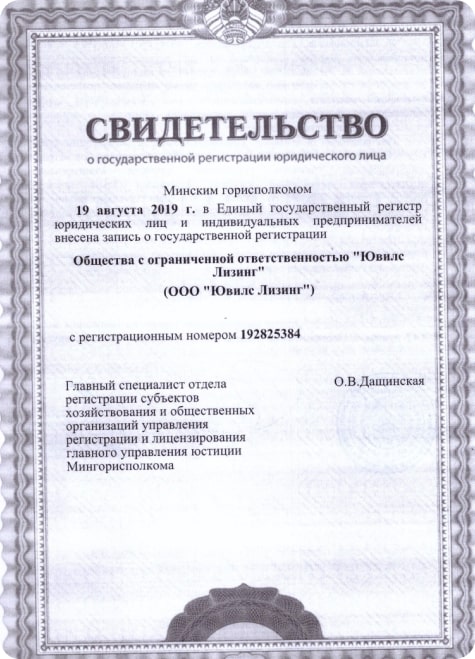 СВИДЕТЕЛЬСТВО
о государственной регистрации юридического лица
Минским горисполкомом
19 августа 2019 г. в Единый государственный регистр
юридических лиц и индивидуальных предпринимателей
внесена запись о государственной регистрации
Общества с ограниченной ответственностью "Ювилс
Лизинг"
(ООО "Ювилс Лизинг")
с регистрационным номером 192825384
Главный специалист отдела О.В.Дащинская
регистрации субъектов
хозяйствования и общественных
организаций управления
регистрации и лицензирования
главного управления юстиции
Мингорисполкома